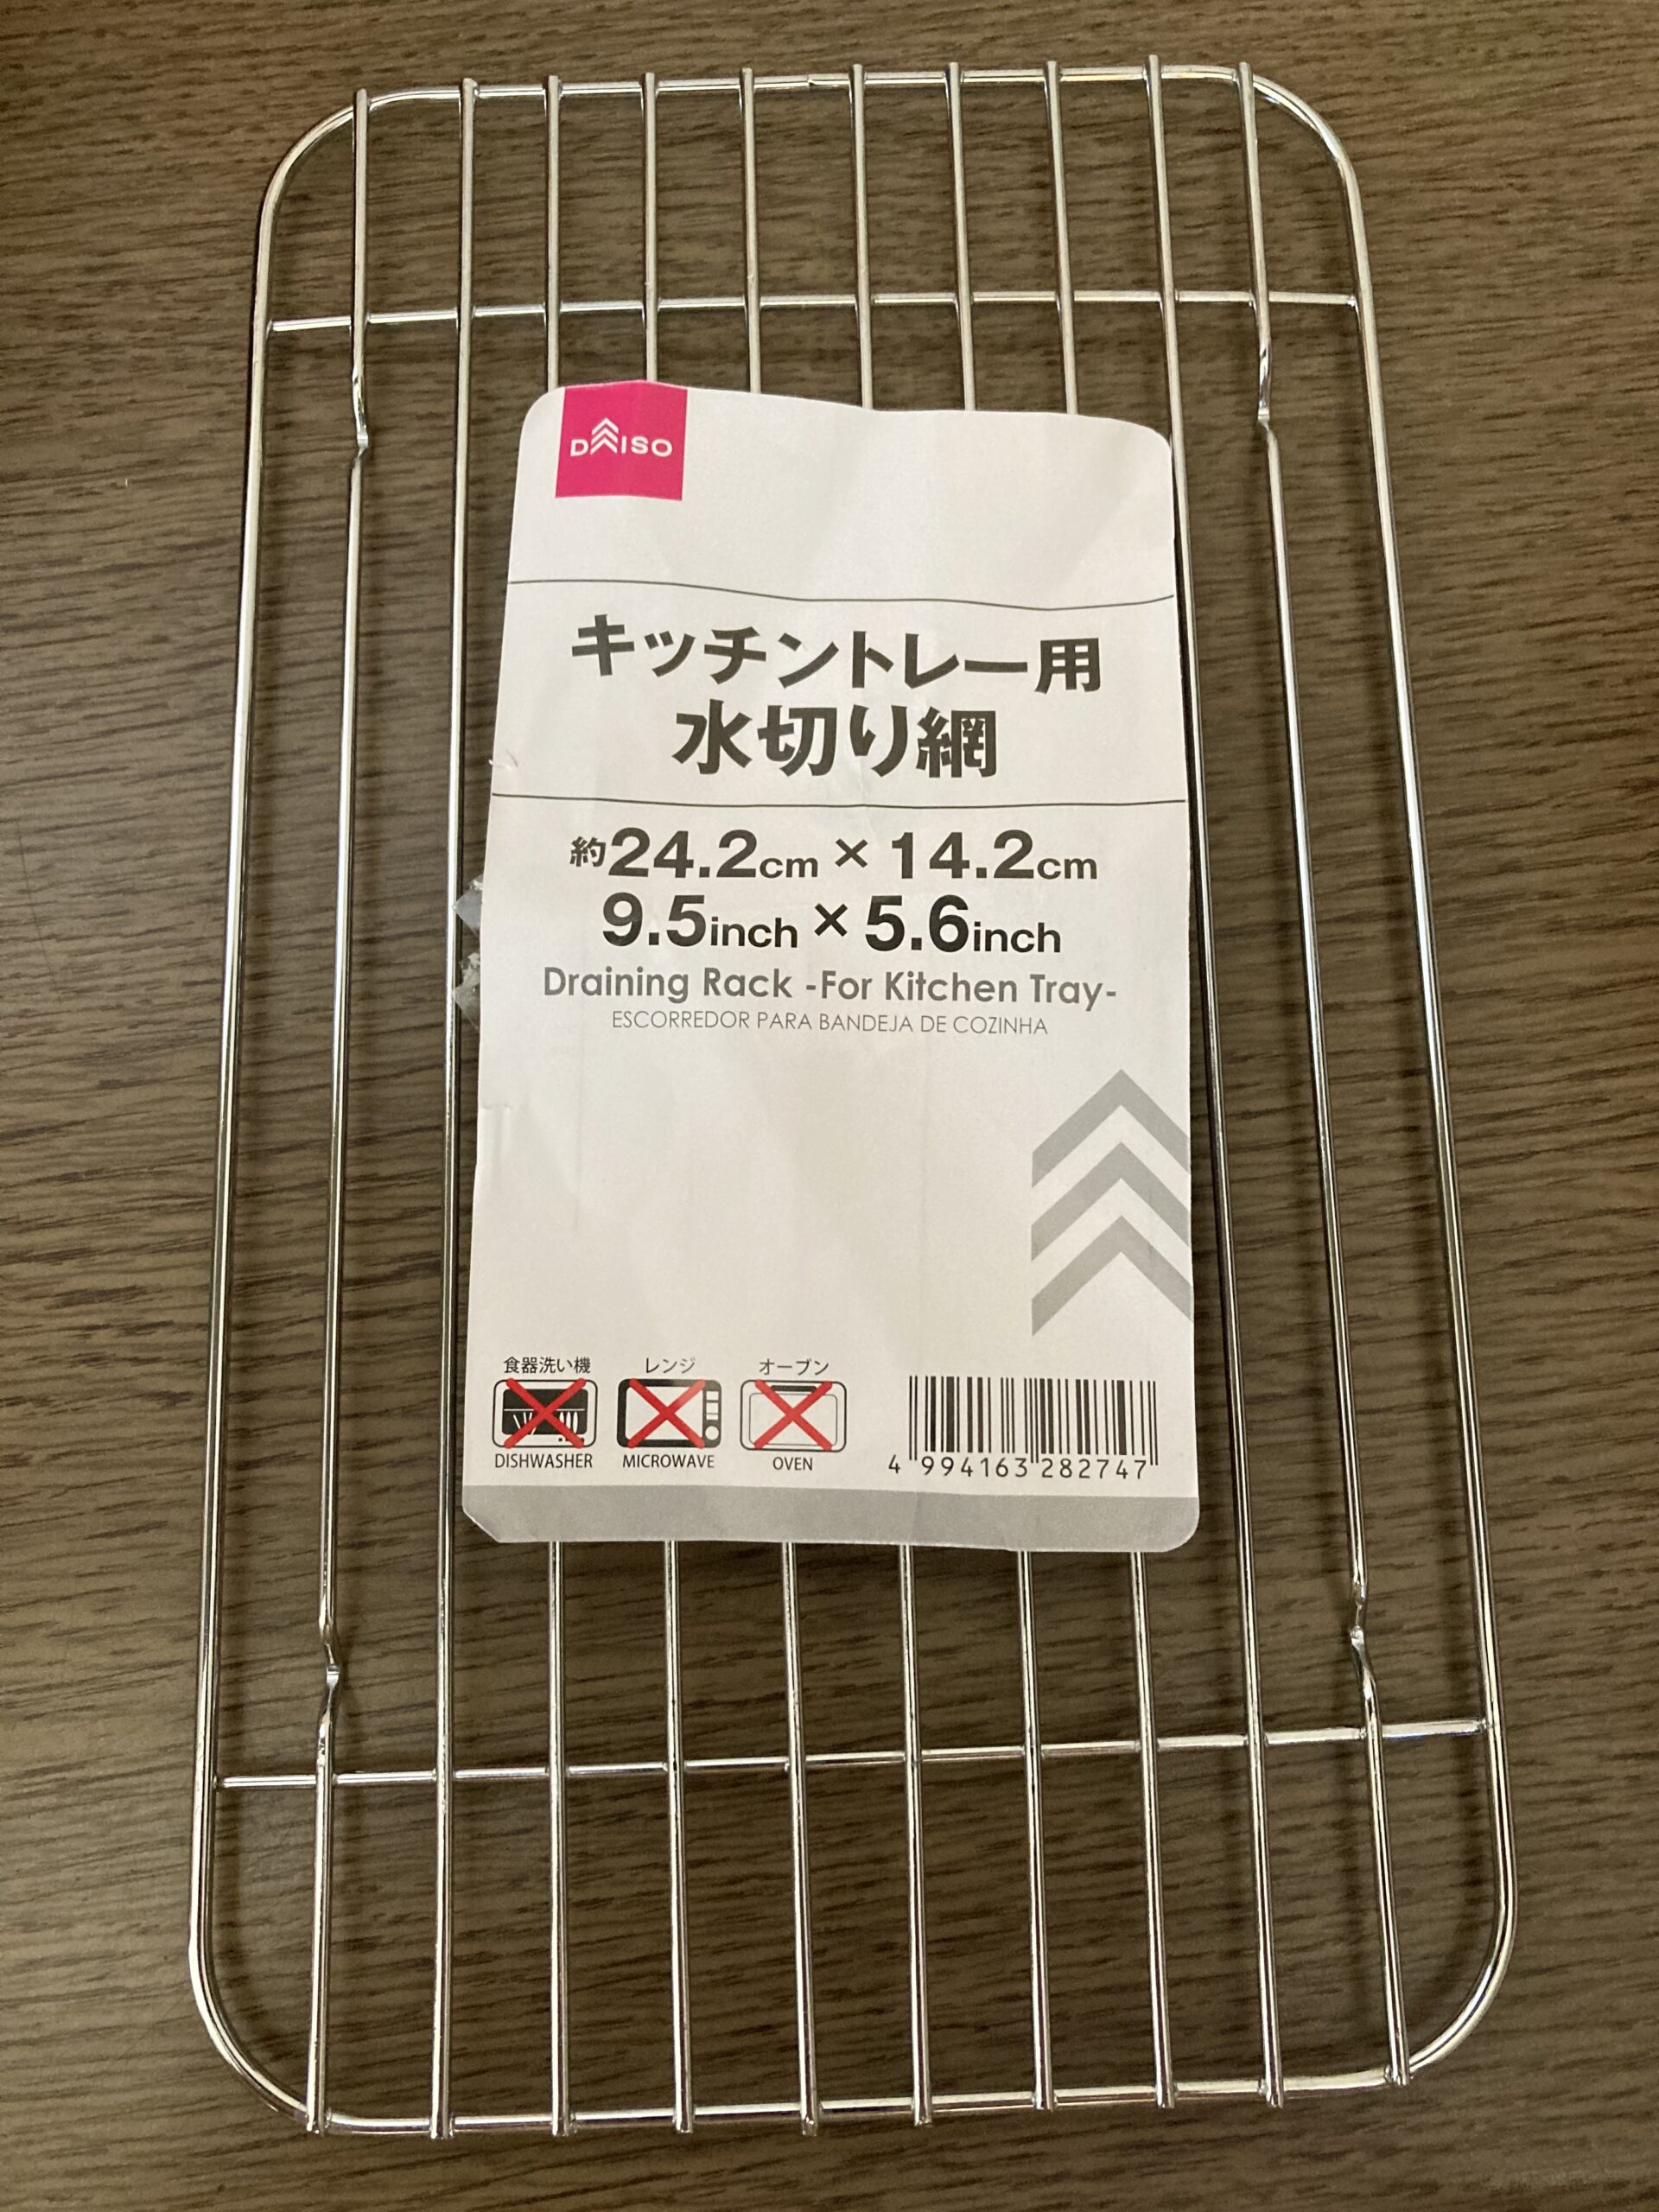 DAISO
キッチントレー用
水切り網
約24.2cm×14.2cm
9.5inch×5.6inch
Draining Rack -For Kitchen Tray-
ESCORREDOR PARA BANDEJA DE COZINHA
食器洗い機 レンジ オーブン
DISHWASHER MICROWAVE OVEN
4 994163 282747